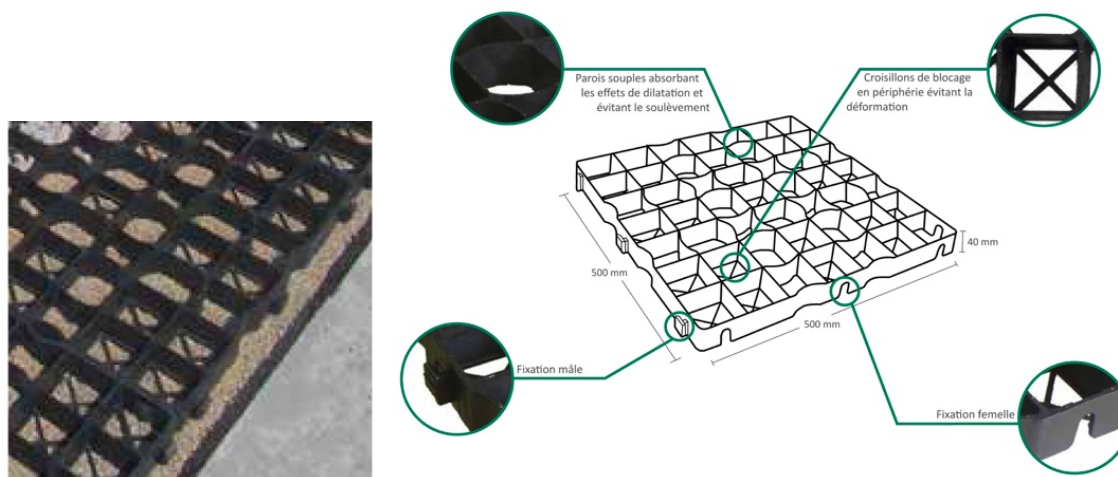 Parois souples absorbant
les effets de dilatation et
évitant le soulèvement
Croisillons de blocage
en périphérie évitant la
déformation
40 mm
500 mm
500 mm
Fixation mâle
Fixation femelle